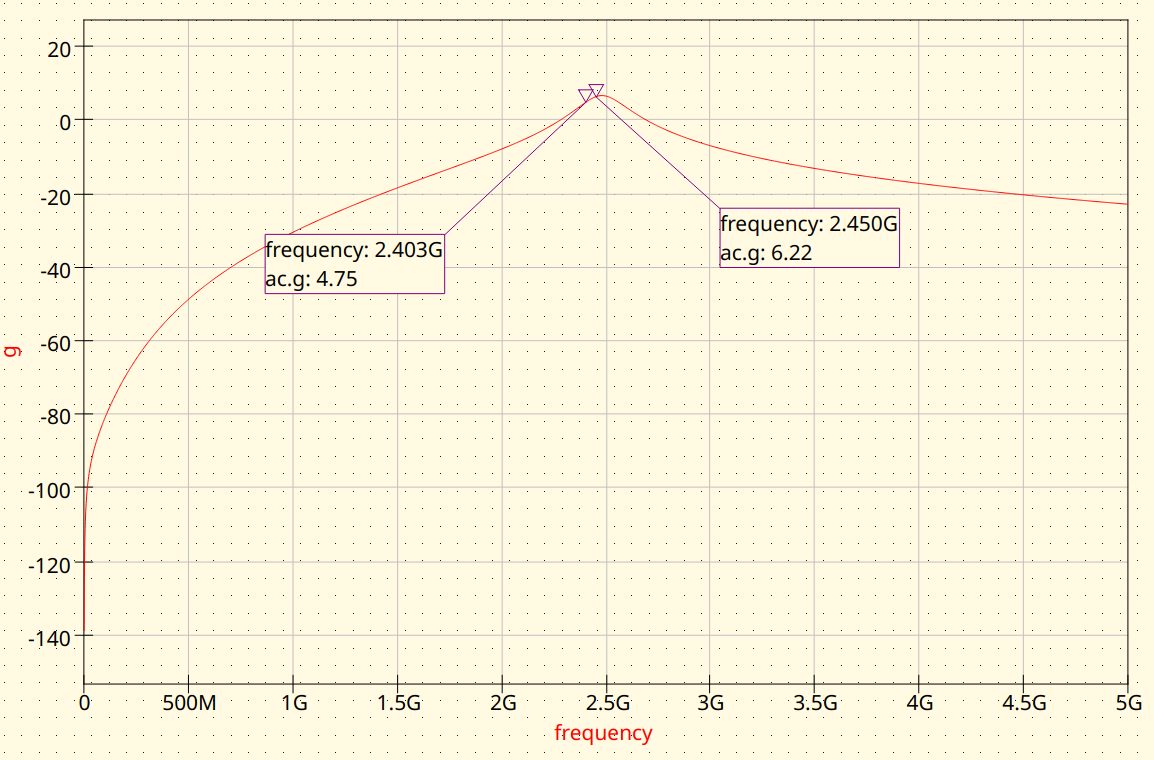 20
0
-20
-40
-60
-80
-100
-120
-140
g
frequency: 2.403G
ac.g: 4.75
frequency: 2.450G
ac.g: 6.22
0 500M 1G 1.5G 2G 2.5G 3G 3.5G 4G 4.5G 5G
frequency